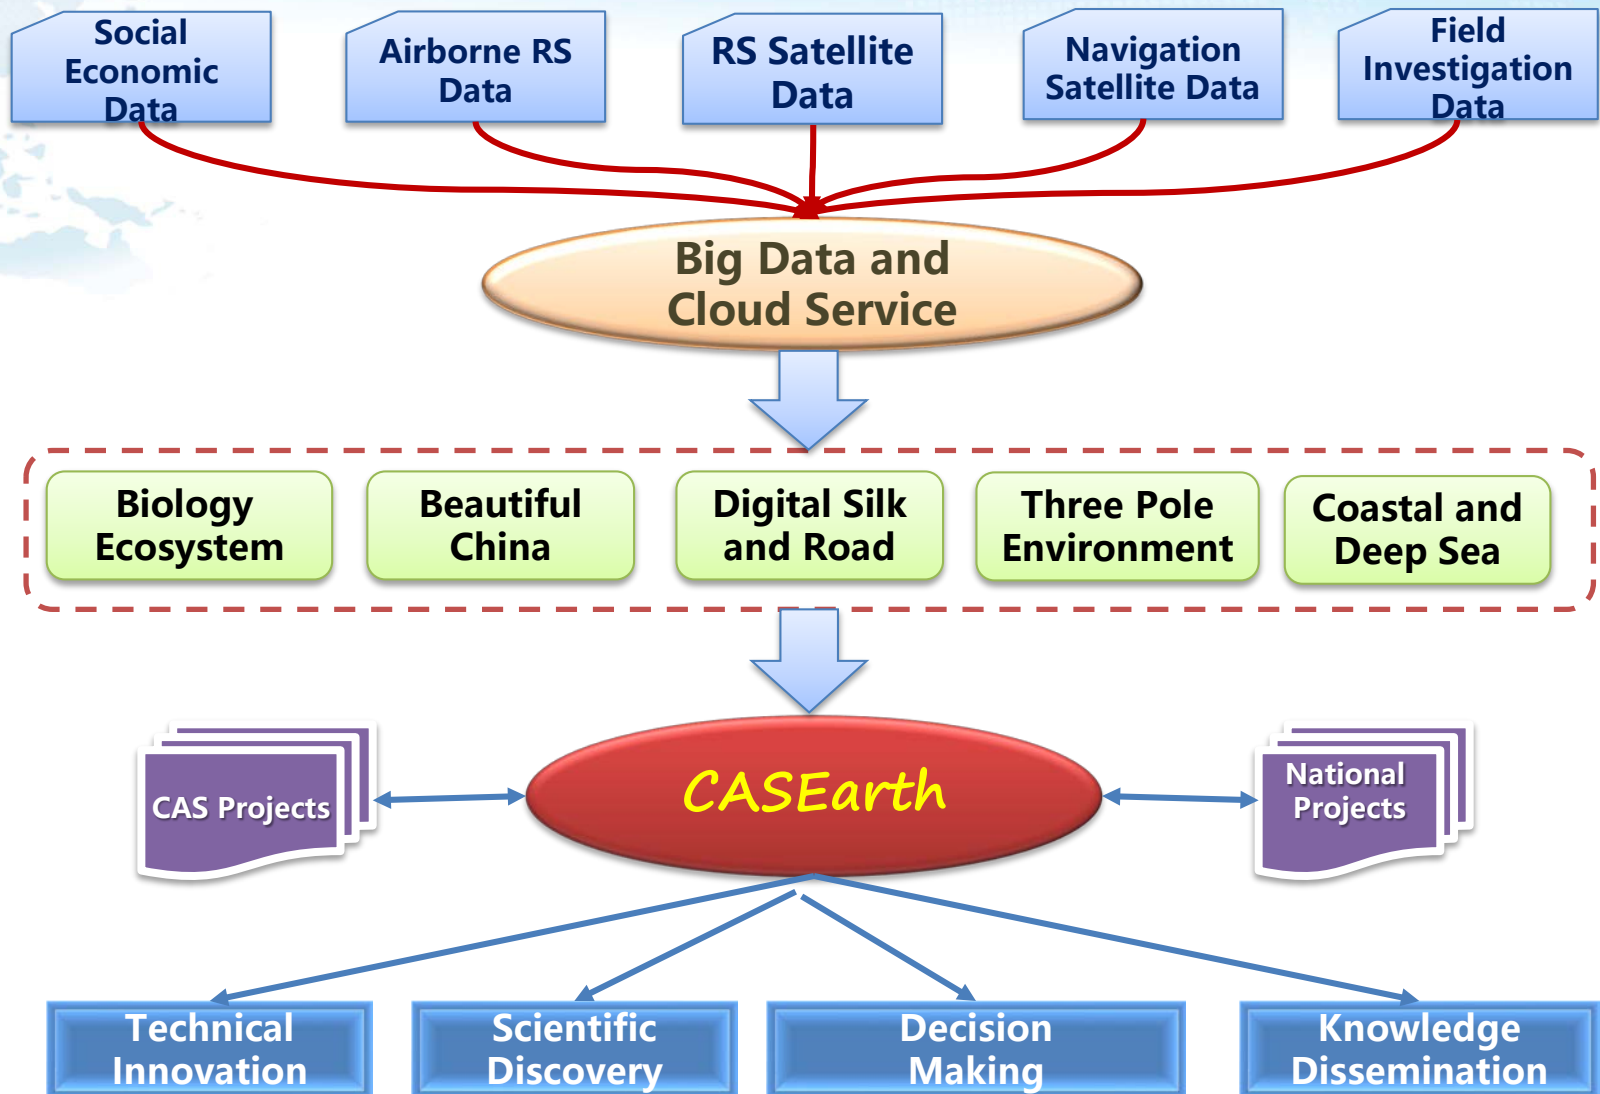 Social
Economic
Data
Airborne RS
Data
RS Satellite
Data
Navigation
Satellite Data
Field
Investigation
Data
Big Data and
Cloud Service
Biology
Ecosystem
Beautiful
China
Digital Silk
and Road
Three Pole
Environment
Coastal and
Deep Sea
CAS Projects
CASEarth
National
Projects
Technical
Innovation
Scientific
Discovery
Decision
Making
Knowledge
Dissemination